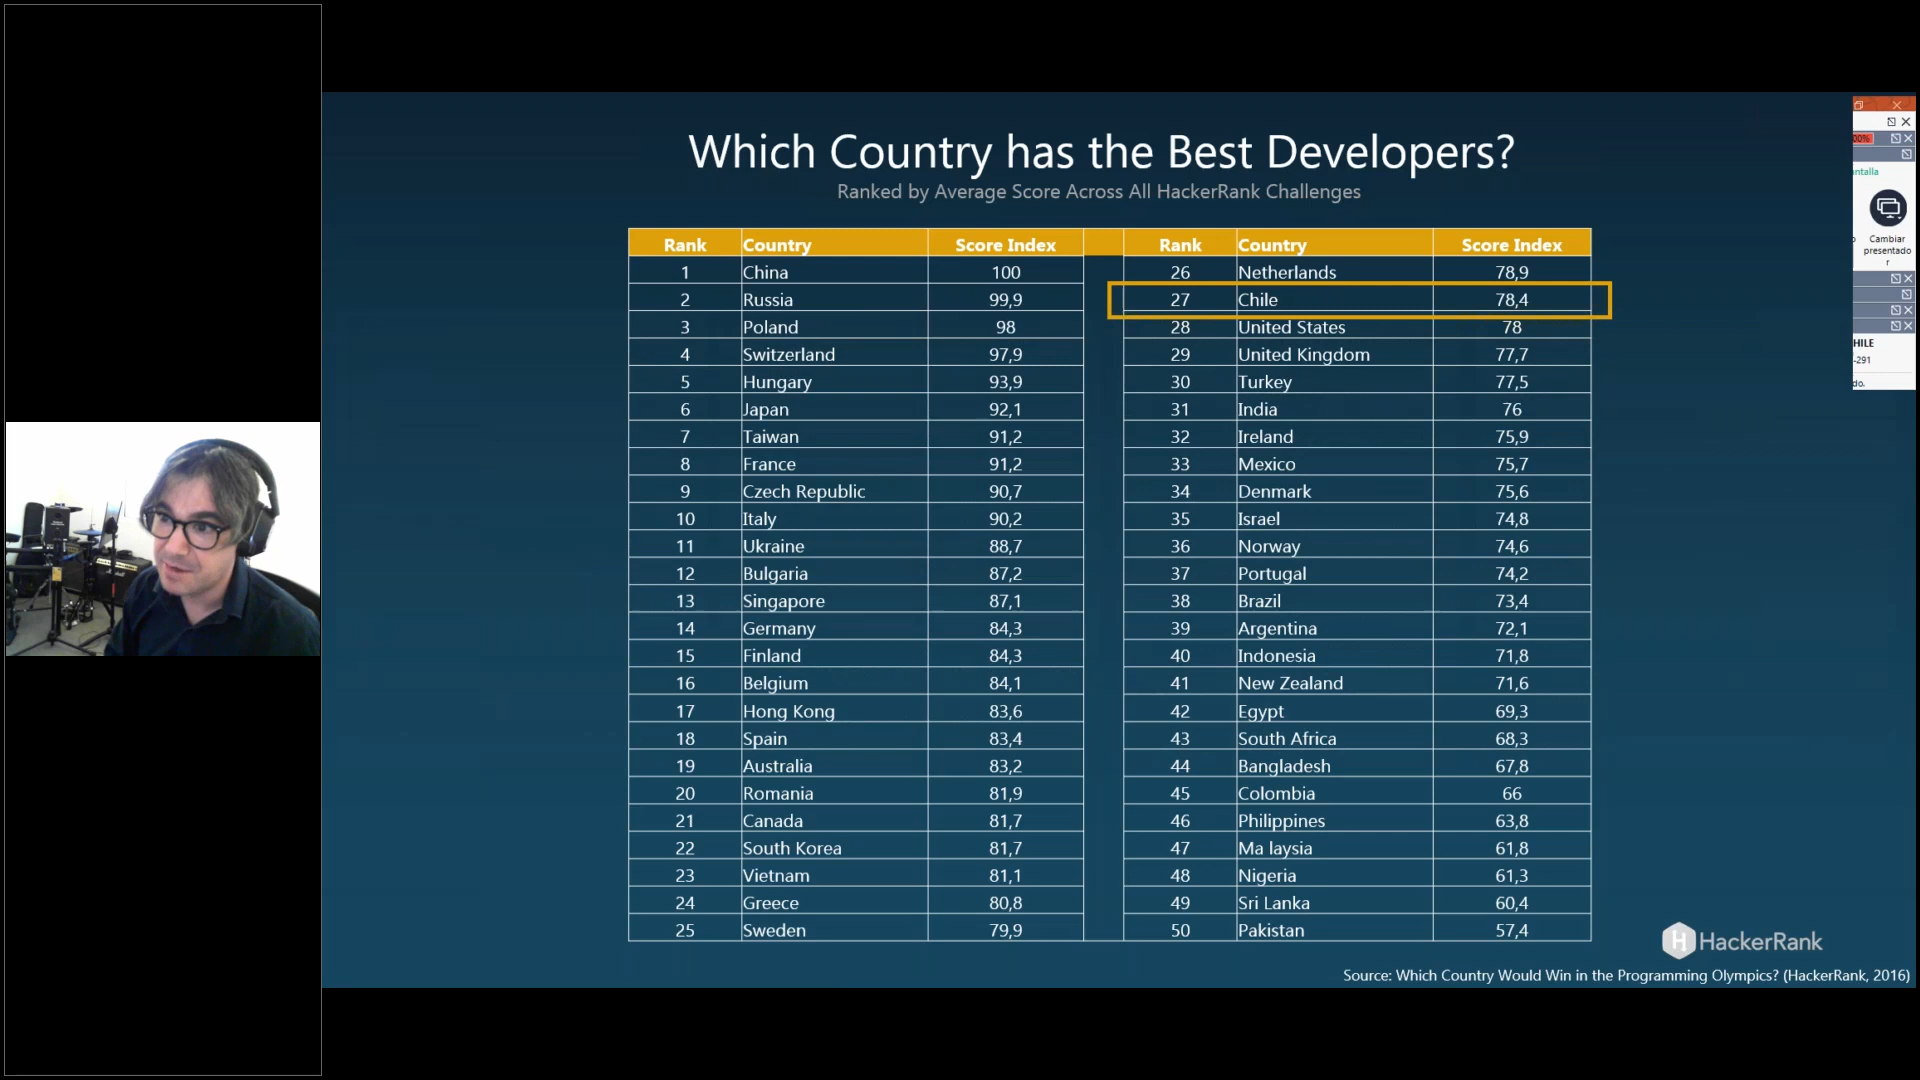 Which Country has the Best Developers?
Ranked by Average Score Across All HackerRank Challenges
Rank Country Score Index Rank Country Score Index
1 China 100 26 Netherlands 78,9
2 Russia 99,9 27 Chile 78,4
3 Poland 98 28 United States 78
4 Switzerland 97,9 29 United Kingdom 77,7
5 Hungary 93,9 30 Turkey 77,5
6 Japan 92,1 31 India 76
7 Taiwan 91,2 32 Ireland 75,9
8 France 91,2 33 Mexico 75,7
9 Czech Republic 90,7 34 Denmark 75,6
10 Italy 90,2 35 Israel 74,8
11 Ukraine 88,7 36 Norway 74,6
12 Bulgaria 87,2 37 Portugal 74,2
13 Singapore 87,1 38 Brazil 73,4
14 Germany 84,3 39 Argentina 72,1
15 Finland 84,3 40 Indonesia 71,8
16 Belgium 84,1 41 New Zealand 71,6
17 Hong Kong 83,6 42 Egypt 69,3
18 Spain 83,4 43 South Africa 68,3
19 Australia 83,2 44 Bangladesh 67,8
20 Romania 81,9 45 Colombia 66
21 Canada 81,7 46 Philippines 63,8
22 South Korea 81,7 47 Ma laysia 61,8
23 Vietnam 81,1 48 Nigeria 61,3
24 Greece 80,8 49 Sri Lanka 60,4
25 Sweden 79,9 50 Pakistan 57,4
H HackerRank
Source: Which Country Would Win in the Programming Olympics? (HackerRank, 2016)
00%
ntalla
Cambiar
presentado
r
HILE
-291
do.